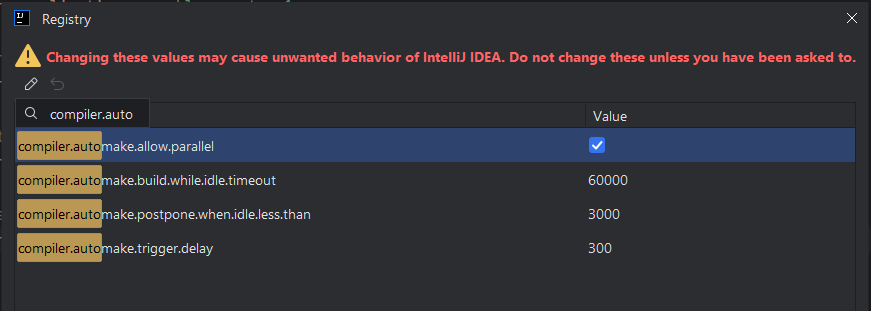 IJ
Registry
Changing these values may cause unwanted behavior of IntelliJ IDEA. Do not change these unless you have been asked to.
compiler.auto
Value
compiler.automake.allow.parallel
compiler.automake.build.while.idle.timeout 60000
compiler.automake.postpone.when.idle.less.than 3000
compiler.automake.trigger.delay 300